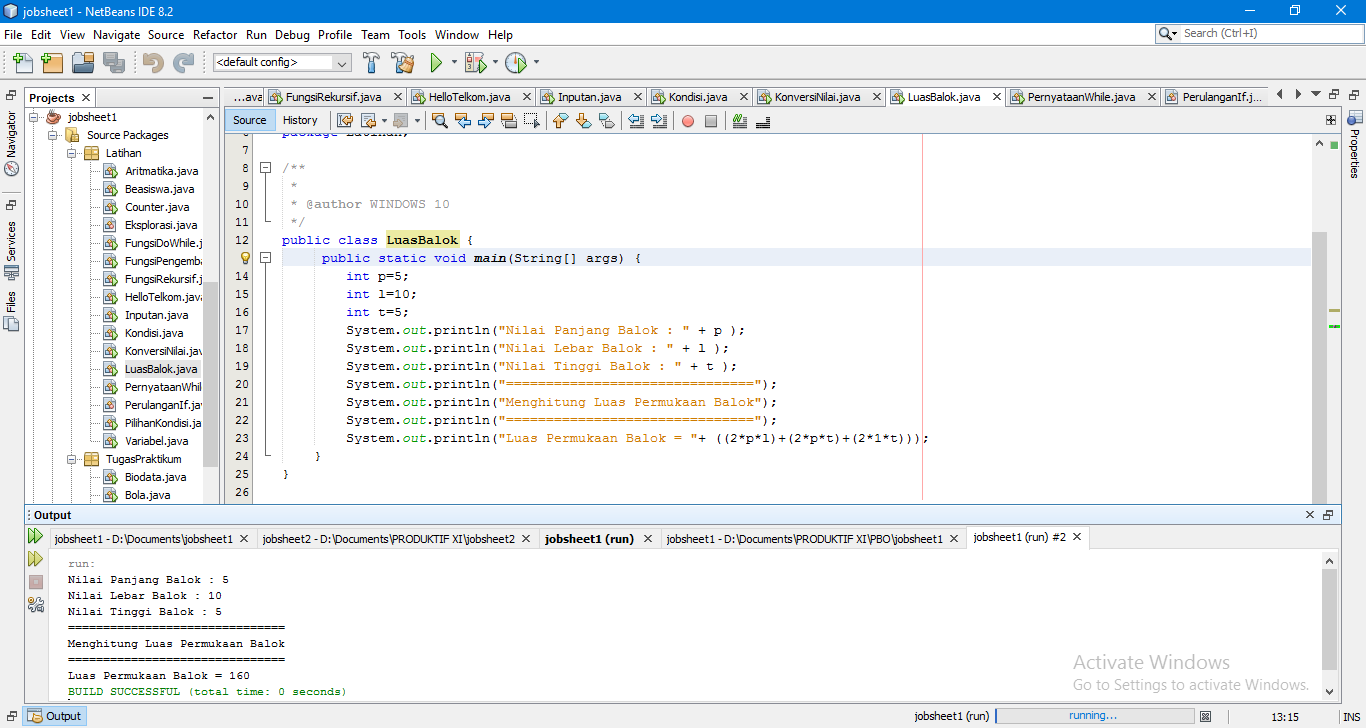 jobsheet1 - NetBeans IDE 8.2
File Edit View Navigate Source Refactor Run Debug Profile Team Tools Window Help
Search (Ctrl+I)
<default config>
Projects
...ava FungsiRekursif.java HelloTelkom.java Inputan.java Kondisi.java KonversiNilai.java LuasBalok.java PernyataanWhile.java PerulanganIf.j...
Source History
Navigator
Services
Files
Properties
jobsheet1
Source Packages
Latihan
Aritmatika.java
Beasiswa.java
Counter.java
Eksplorasi.java
FungsiDoWhile.j
FungsiPengemb
FungsiRekursif.j
HelloTelkom.jav
Inputan.java
Kondisi.java
KonversiNilai.jav
LuasBalok.java
PernyataanWhil
PerulanganIf.ja
PilihanKondisi.ja
Variabel.java
TugasPraktikum
Biodata.java
Bola.java
package Latihan;
7
8 /**
9 *
10 * @author WINDOWS 10
11 */
12 public class LuasBalok {
public static void main(String[] args) {
14 int p=5;
15 int l=10;
16 int t=5;
17 System.out.println("Nilai Panjang Balok : " + p );
18 System.out.println("Nilai Lebar Balok : " + l );
19 System.out.println("Nilai Tinggi Balok : " + t );
20 System.out.println("===============================");
21 System.out.println("Menghitung Luas Permukaan Balok");
22 System.out.println("===============================");
23 System.out.println("Luas Permukaan Balok = "+ ((2*p*l)+(2*p*t)+(2*1*t)));
24 }
25 }
26
Output
jobsheet1 - D:\Documents\jobsheet1 jobsheet2 - D:\Documents\PRODUKTIF XI\jobsheet2 jobsheet1 (run) jobsheet1 - D:\Documents\PRODUKTIF XI\PBO\jobsheet1 jobsheet1 (run) #2
run:
Nilai Panjang Balok : 5
Nilai Lebar Balok : 10
Nilai Tinggi Balok : 5
===============================
Menghitung Luas Permukaan Balok
===============================
Luas Permukaan Balok = 160
BUILD SUCCESSFUL (total time: 0 seconds)
Activate Windows
Go to Settings to activate Windows.
Output
jobsheet1 (run) running... 13:15 INS